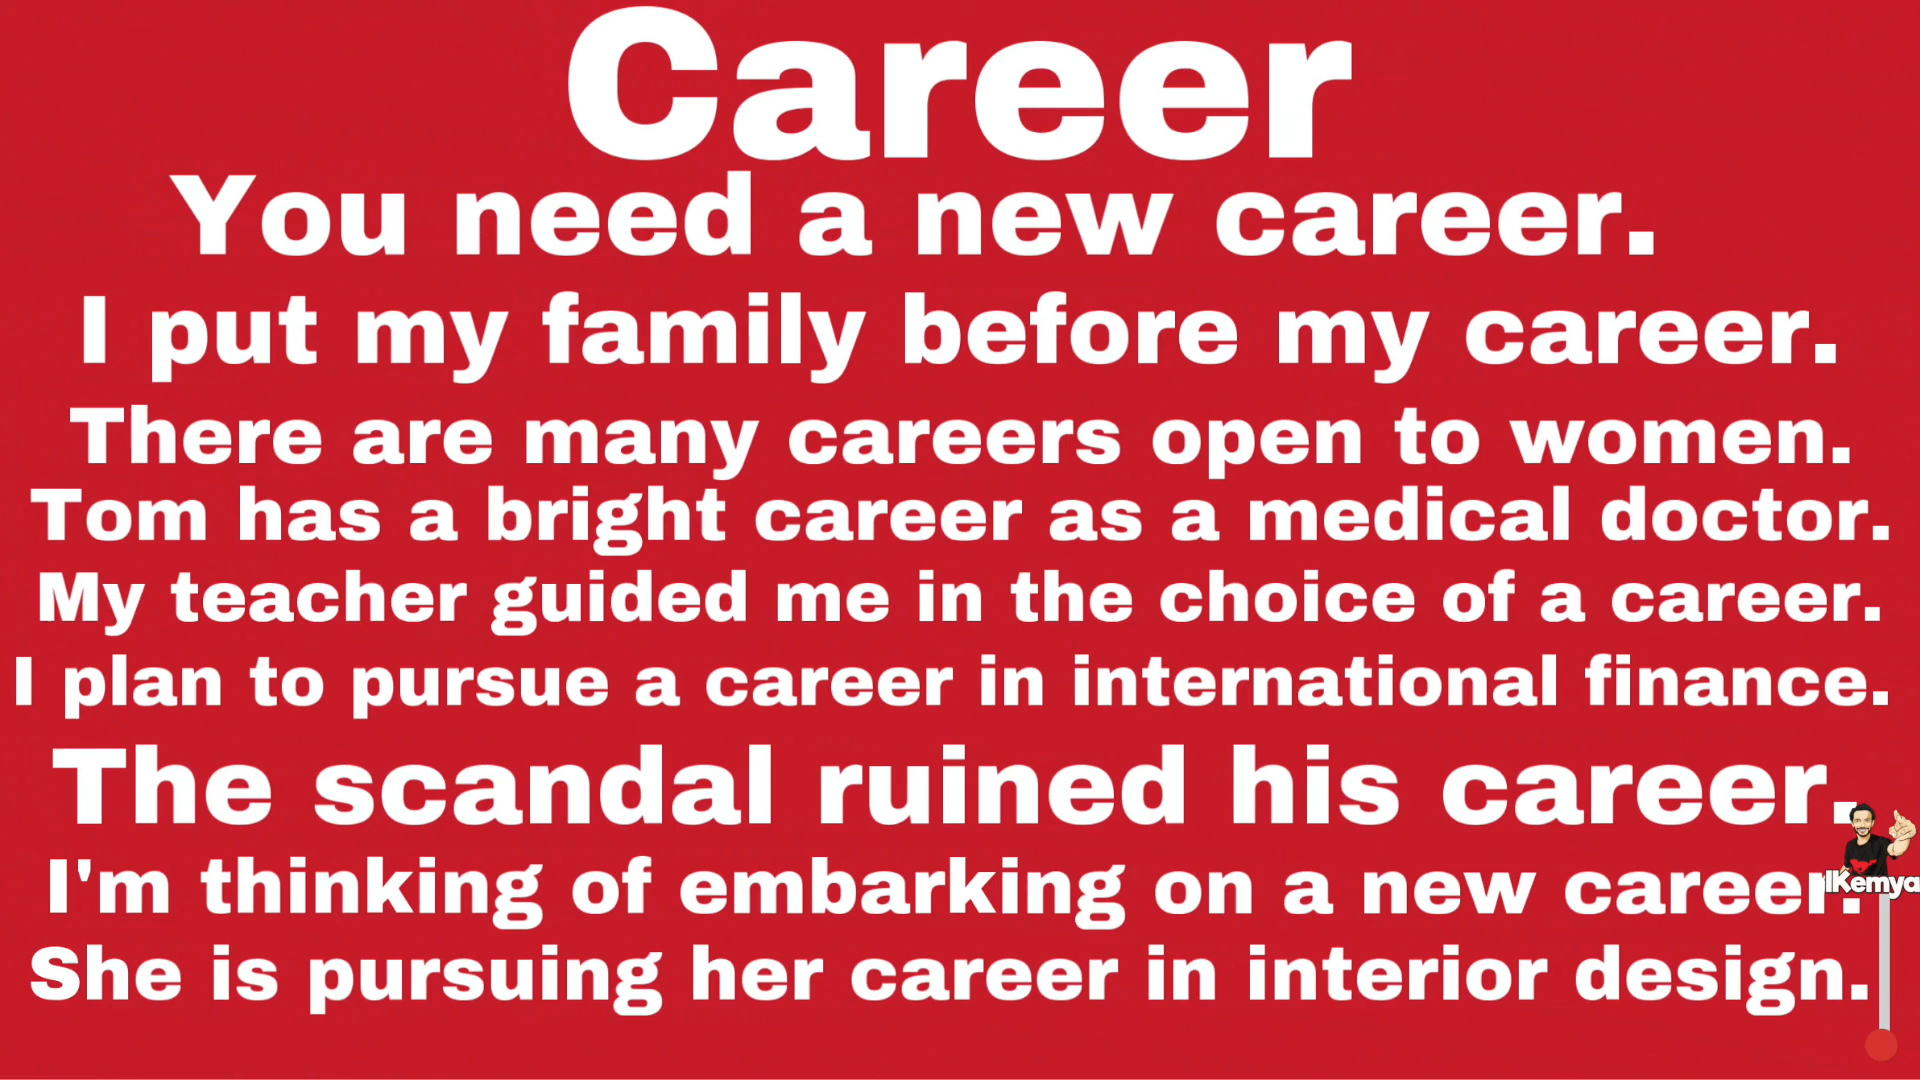 Career
You need a new career.
I put my family before my career.
There are many careers open to women.
Tom has a bright career as a medical doctor.
My teacher guided me in the choice of a career.
I plan to pursue a career in international finance.
The scandal ruined his career.
I'm thinking of embarking on a new career.
IKemya
She is pursuing her career in interior design.